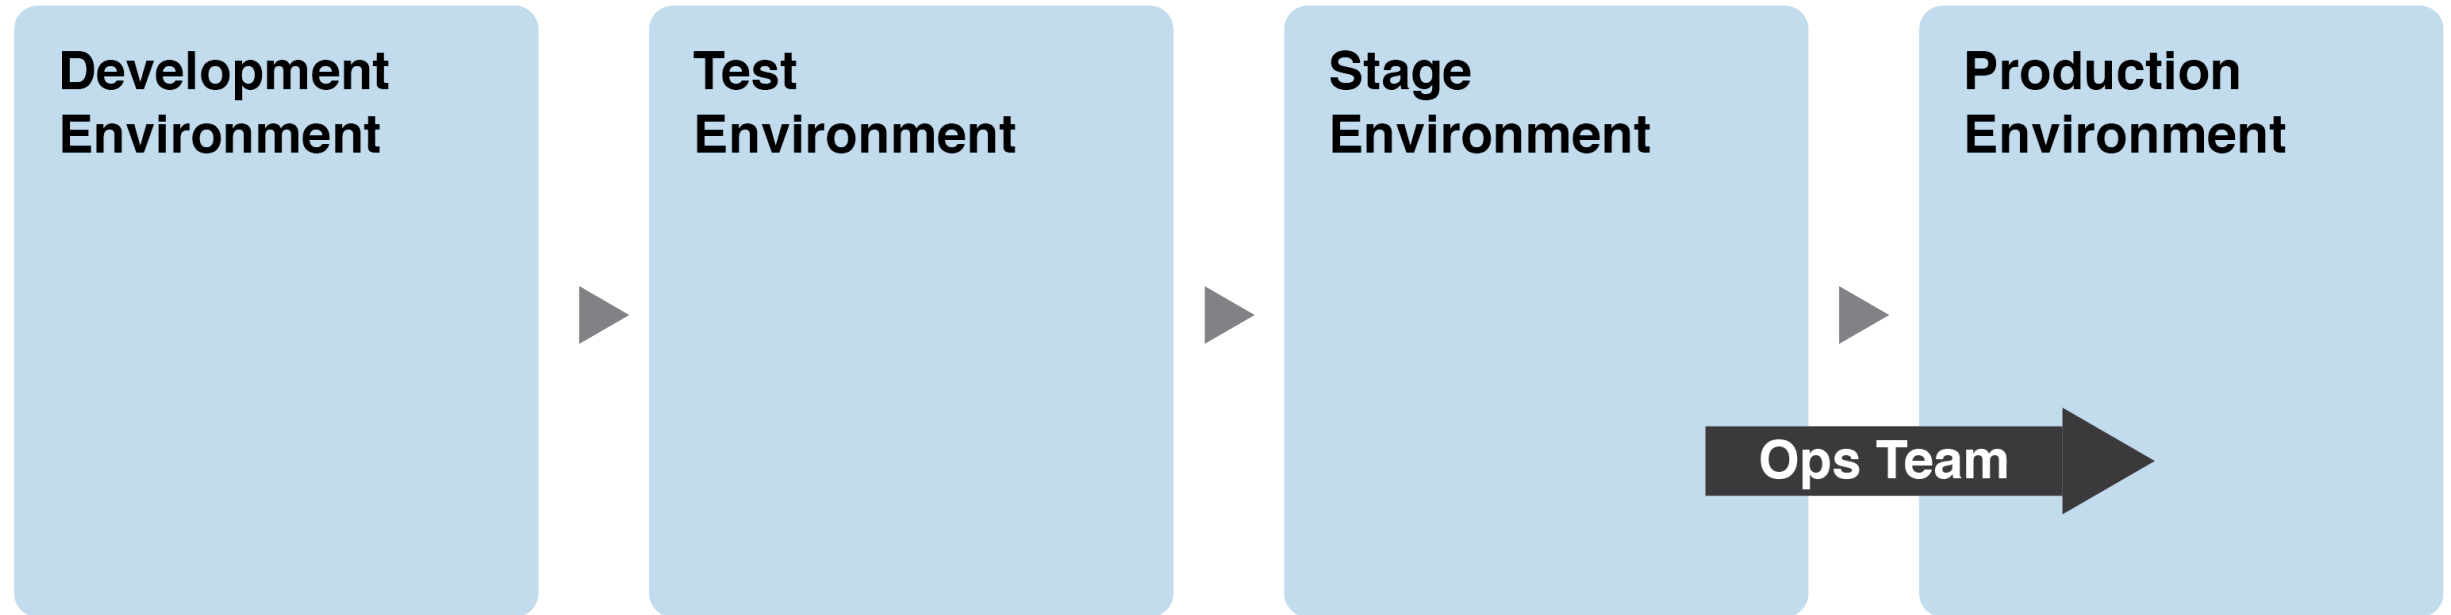 Development
Environment
Test
Environment
Stage
Environment
Production
Environment
Ops Team